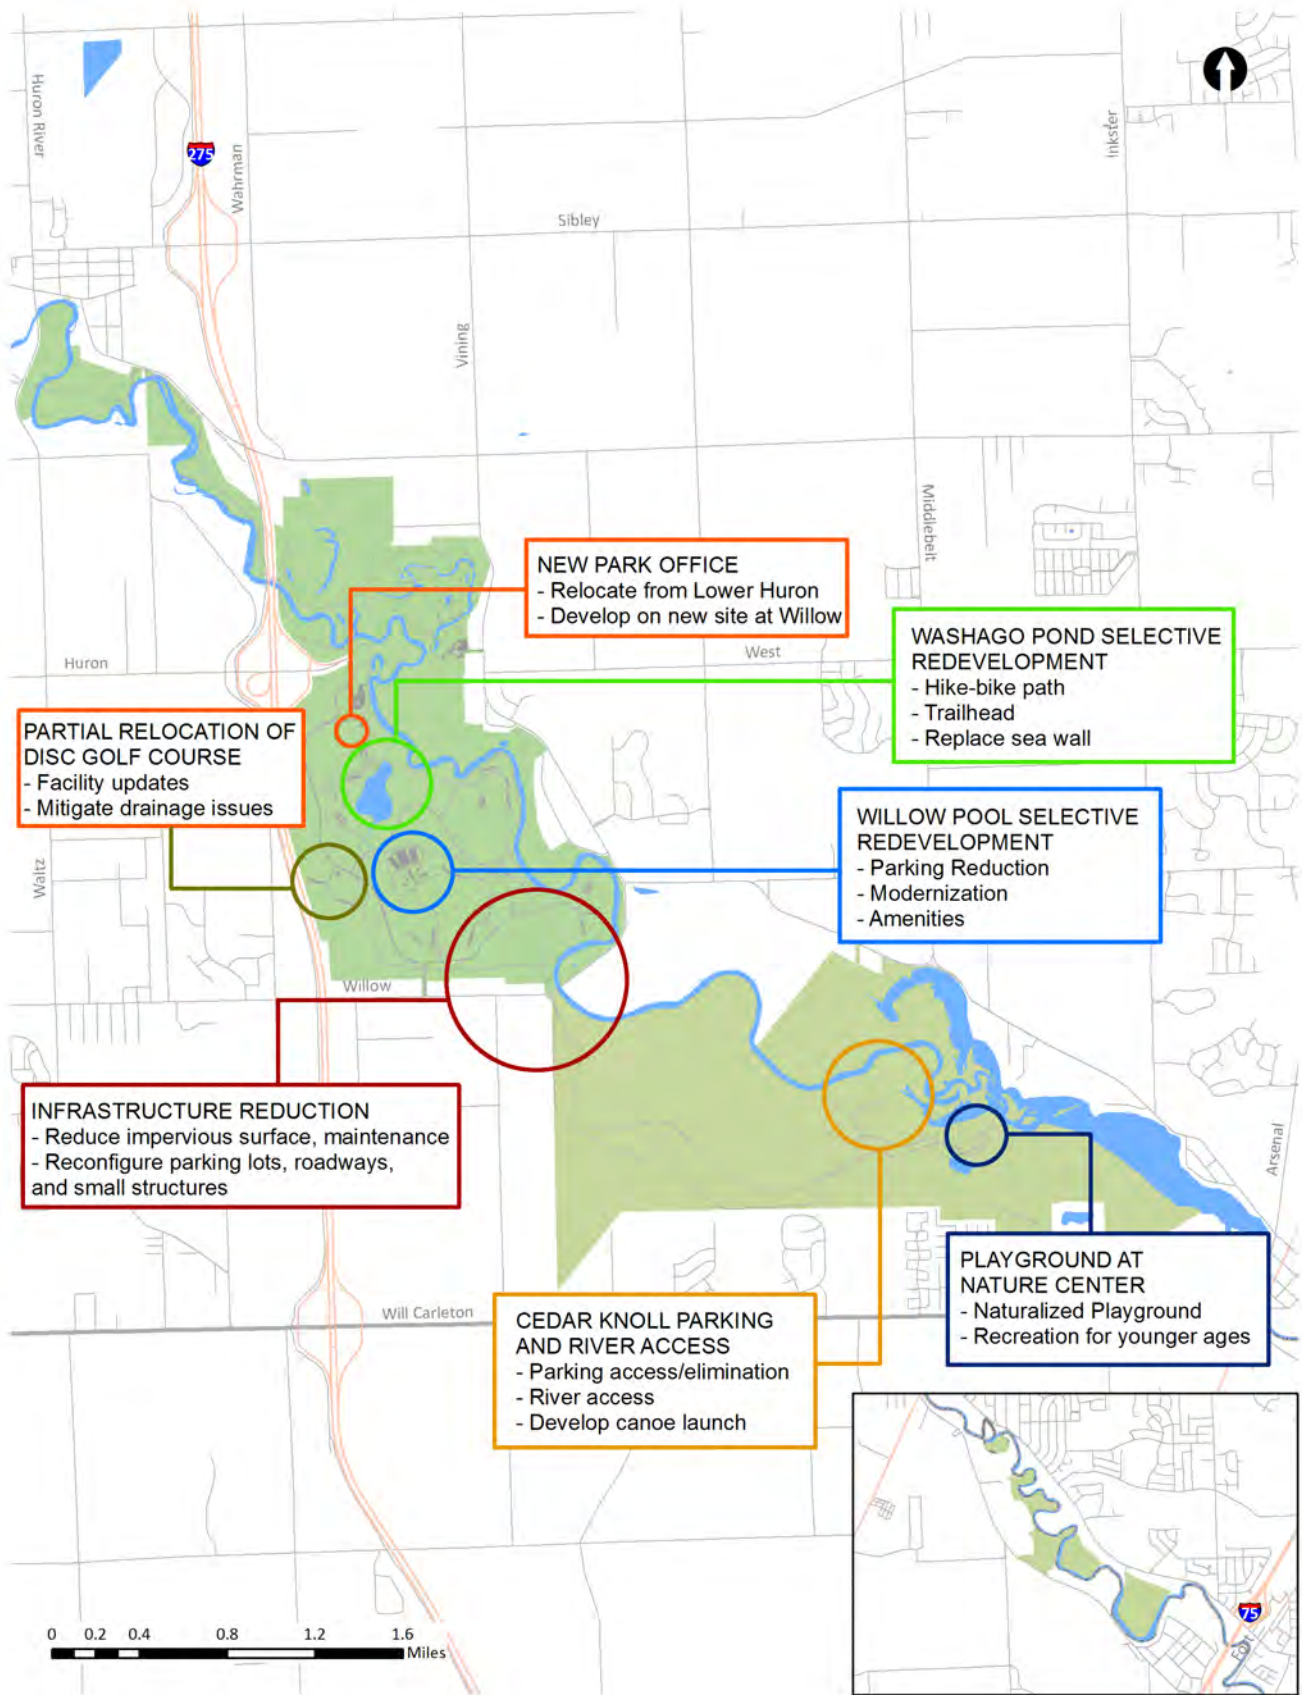 Huron River
275
Wahrman
Inkster
Sibley
Vining
Middlebelt
NEW PARK OFFICE
- Relocate from Lower Huron
- Develop on new site at Willow
WASHAGO POND SELECTIVE
REDEVELOPMENT
- Hike-bike path
- Trailhead
- Replace sea wall
Huron
West
PARTIAL RELOCATION OF
DISC GOLF COURSE
- Facility updates
- Mitigate drainage issues
WILLOW POOL SELECTIVE
REDEVELOPMENT
- Parking Reduction
- Modernization
- Amenities
Waltz
Willow
INFRASTRUCTURE REDUCTION
- Reduce impervious surface, maintenance
- Reconfigure parking lots, roadways,
and small structures
Arsenal
PLAYGROUND AT
NATURE CENTER
- Naturalized Playground
- Recreation for younger ages
Will Carleton
CEDAR KNOLL PARKING
AND RIVER ACCESS
- Parking access/elimination
- River access
- Develop canoe launch
75
Fort
0 0.2 0.4 0.8 1.2 1.6
Miles